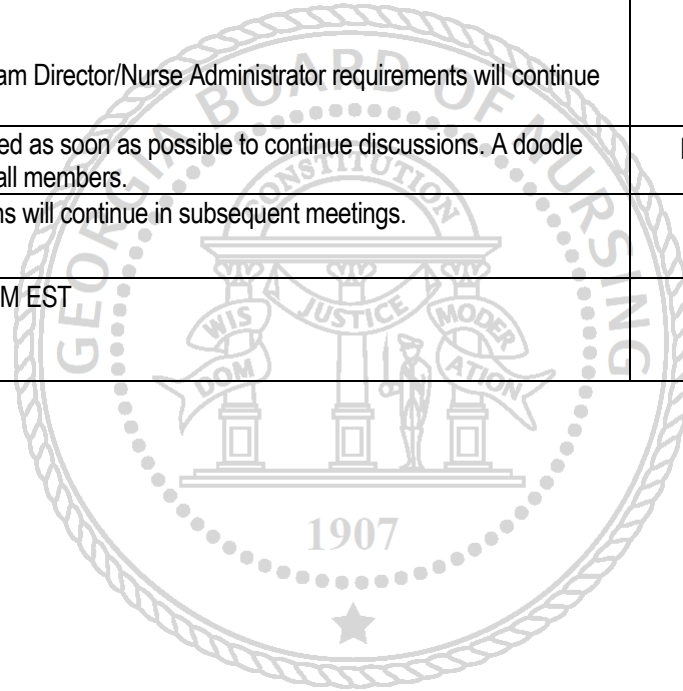 am Director/Nurse Administrator requirements will continue
ed as soon as possible to continue discussions. A doodle
all members.
ns will continue in subsequent meetings.
M EST
GEORGIA BOARD OF NURSING
CONSTITUTION
WIS
DOM
JUSTICE
MODER
ATION
1907